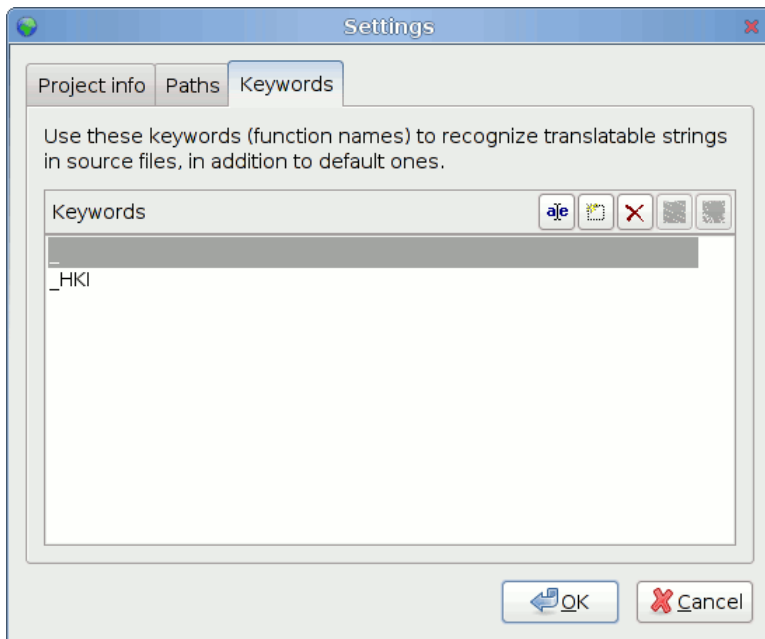 Settings
Project info Paths Keywords
Use these keywords (function names) to recognize translatable strings
in source files, in addition to default ones.
Keywords
_
_HKI
OK Cancel